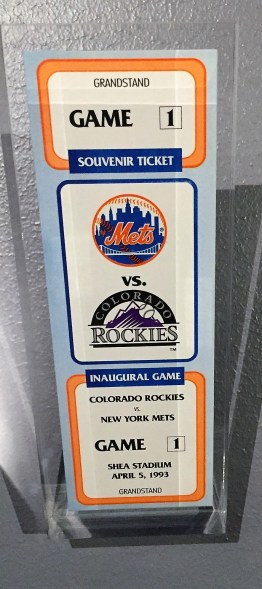 GRANDSTAND
GAME 1
SOUVENIR TICKET
Mets
VS.
COLORADO
ROCKIES
TM
INAUGURAL GAME
COLORADO ROCKIES
VS.
NEW YORK METS
GAME 1
SHEA STADIUM
APRIL 5, 1993
GRANDSTAND